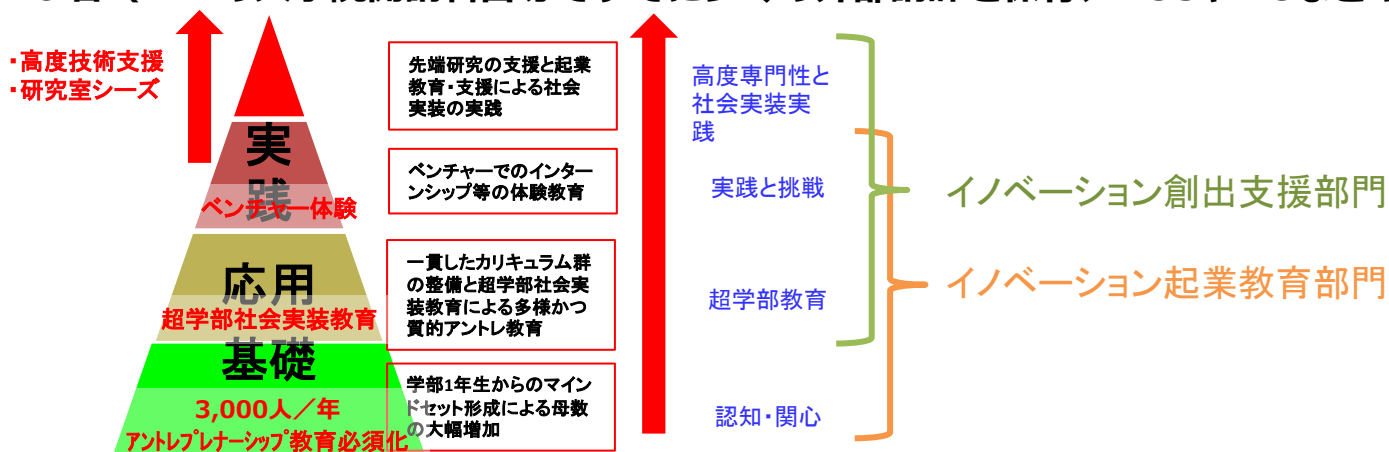 ・高度技術支援
・研究室シーズ
実
践
ベンチャー体験
応用
超学部社会実装教育
基礎
3,000人／年
アントレプレナーシップ教育必須化
先端研究の支援と起業
教育・支援による社会
実装の実践
ベンチャーでのインター
ンシップ等の体験教育
一貫したカリキュラム群
の整備と超学部社会実
装教育による多様かつ
質的アントレ教育
学部1年生からのマイン
ドセット形成による母数
の大幅増加
高度専門性と
社会実装実
践
実践と挑戦
超学部教育
認知・関心
イノベーション創出支援部門
イノベーション起業教育部門